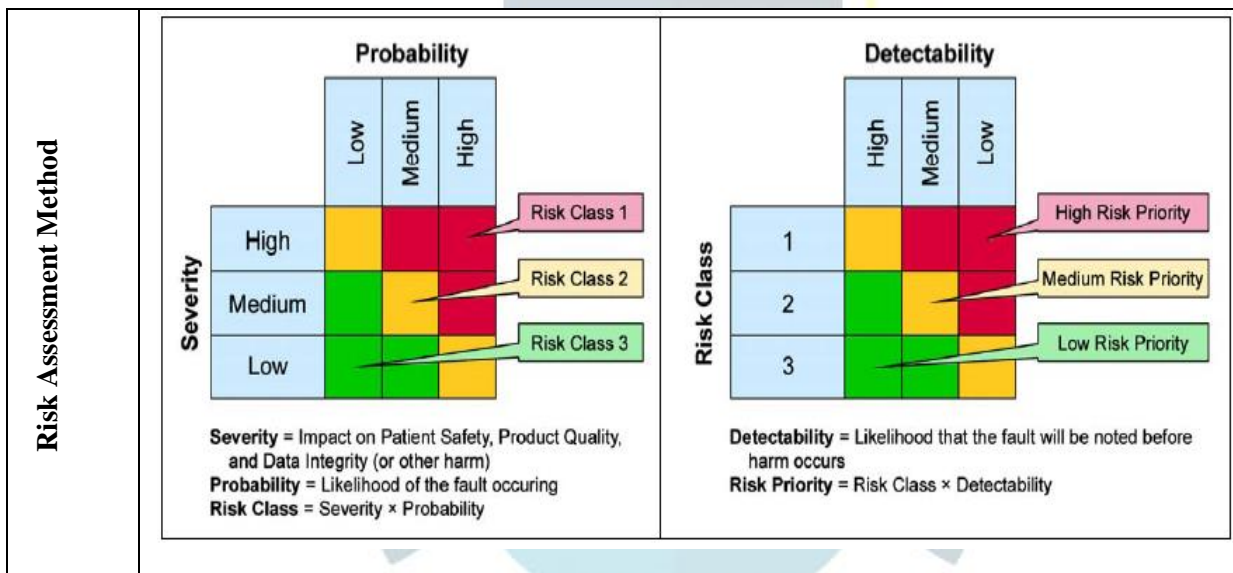 Risk Assessment Method
Probability
Low
Medium
High
Severity
High
Medium
Low
Risk Class 1
Risk Class 2
Risk Class 3
Severity = Impact on Patient Safety, Product Quality,
and Data Integrity (or other harm)
Probability = Likelihood of the fault occuring
Risk Class = Severity × Probability
Detectability
High
Medium
Low
Risk Class
1
2
3
High Risk Priority
Medium Risk Priority
Low Risk Priority
Detectability = Likelihood that the fault will be noted before
harm occurs
Risk Priority = Risk Class × Detectability